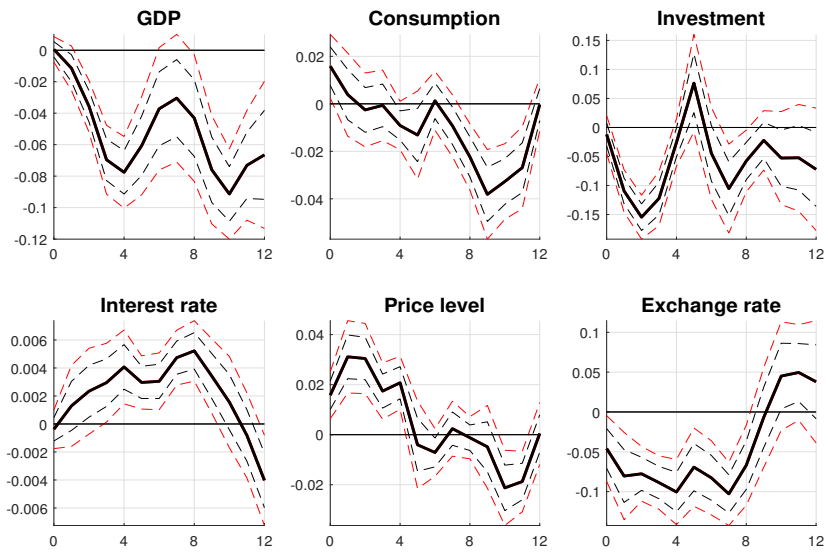 GDP Consumption Investment
0 0.02 0.15
-0.02 0.1
-0.04 0 0.05
-0.06 -0.02 0
-0.08 -0.05
-0.1 -0.04 -0.1
-0.12 -0.15
0 4 8 12 0 4 8 12 0 4 8 12
Interest rate Price level Exchange rate
0.006 0.04 0.1
0.004 0.02 0.05
0.002 0
0 0
-0.002 -0.05
-0.004 -0.02
-0.006 -0.1
0 4 8 12 0 4 8 12 0 4 8 12